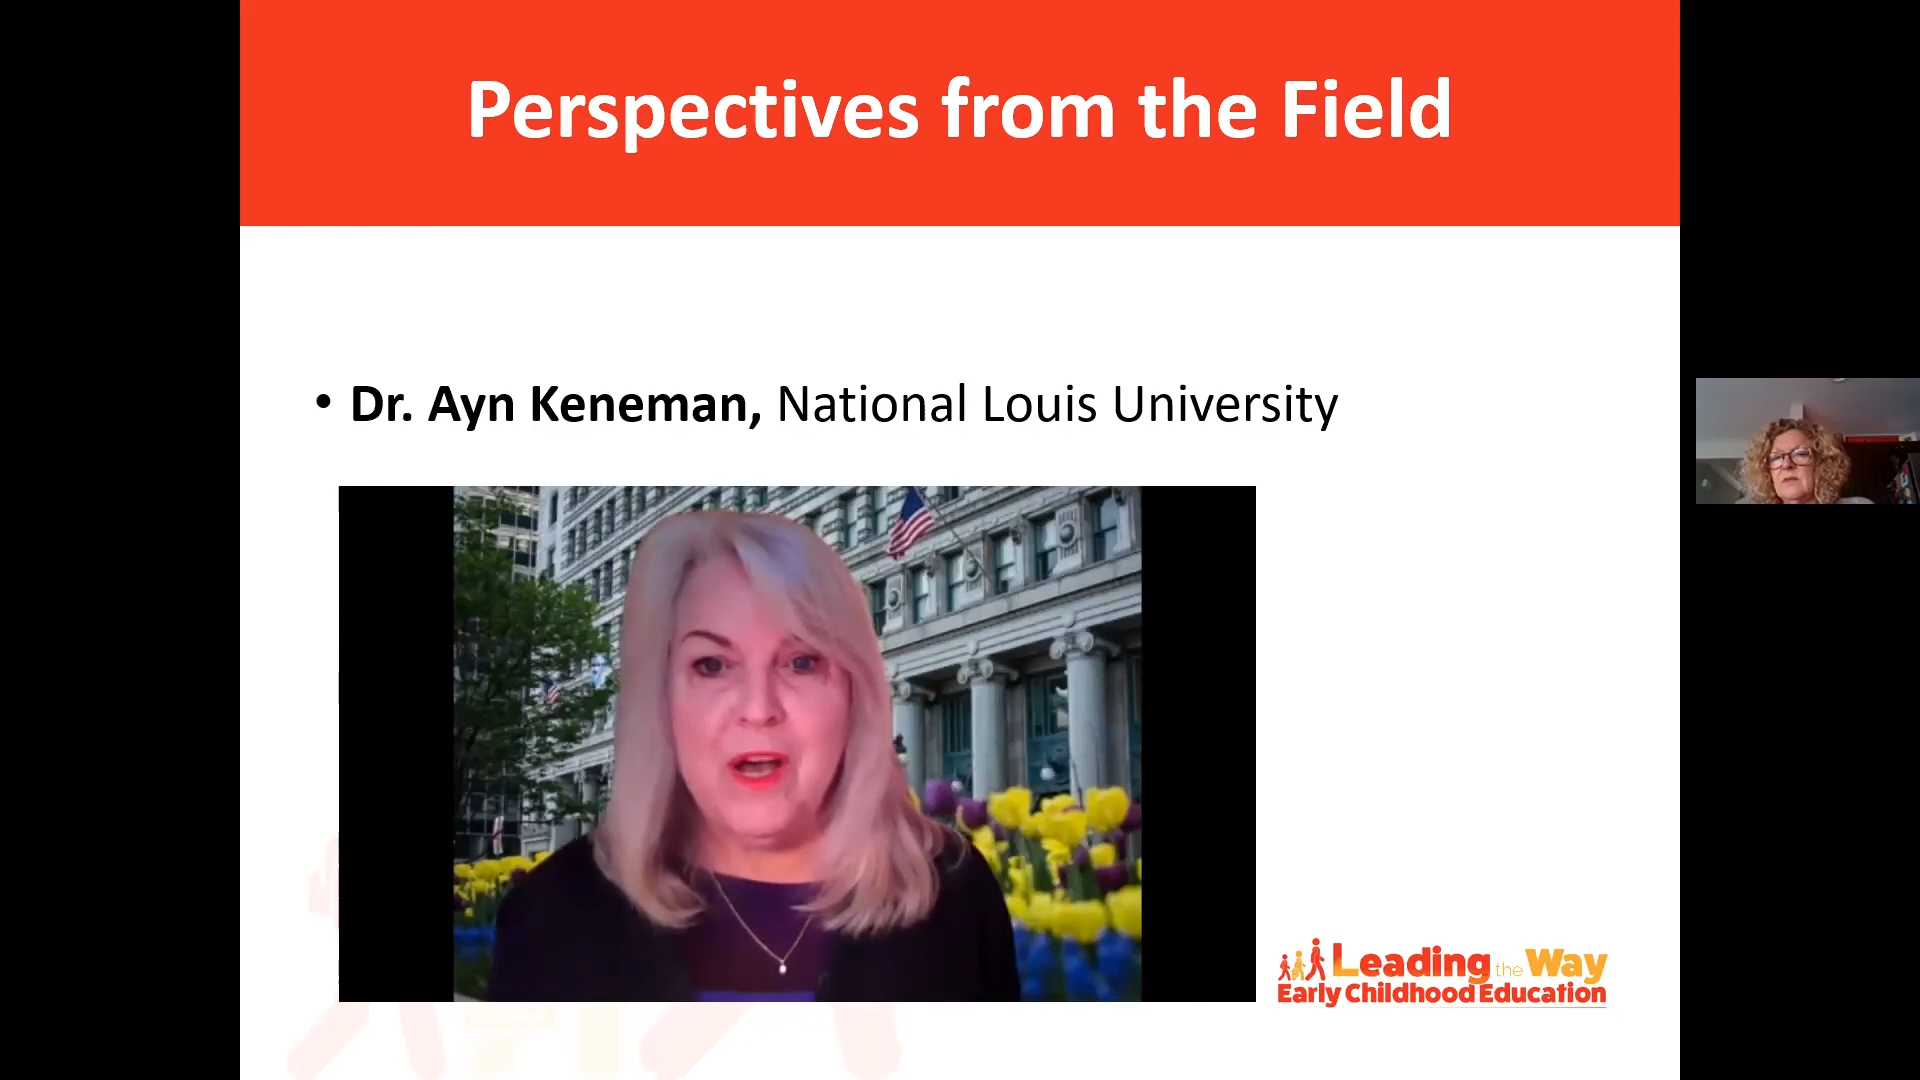 Perspectives from the Field
• Dr. Ayn Keneman, National Louis University
Leading the Way
Early Childhood Education